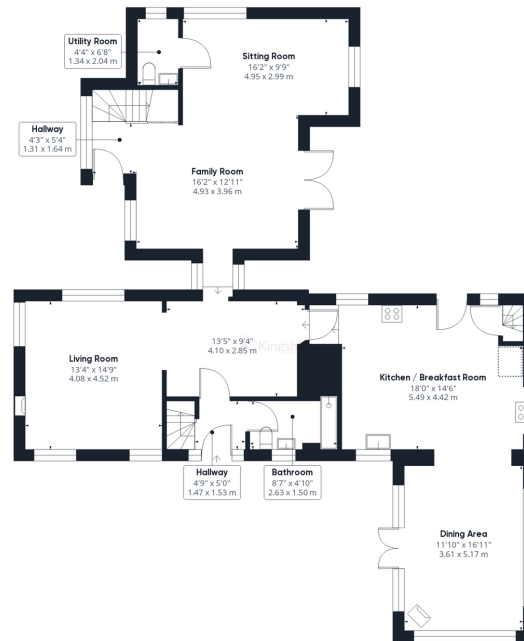 Utility Room
4'4" x 6'8"
1.34 x 2.04 m
Sitting Room
16'2" x 9'9"
4.95 x 2.99 m
Hallway
4'3" x 5'4"
1.31 x 1.64 m
Family Room
16'2" x 12'11"
4.93 x 3.96 m
Living Room
13'4" x 14'9"
4.08 x 4.52 m
13'5" x 9'4"
4.10 x 2.85 m
Kitchen / Breakfast Room
18'0" x 14'6"
5.49 x 4.42 m
Hallway
4'9" x 5'0"
1.47 x 1.53 m
Bathroom
8'7" x 4'10"
2.63 x 1.50 m
Dining Area
11'10" x 16'11"
3.61 x 5.17 m